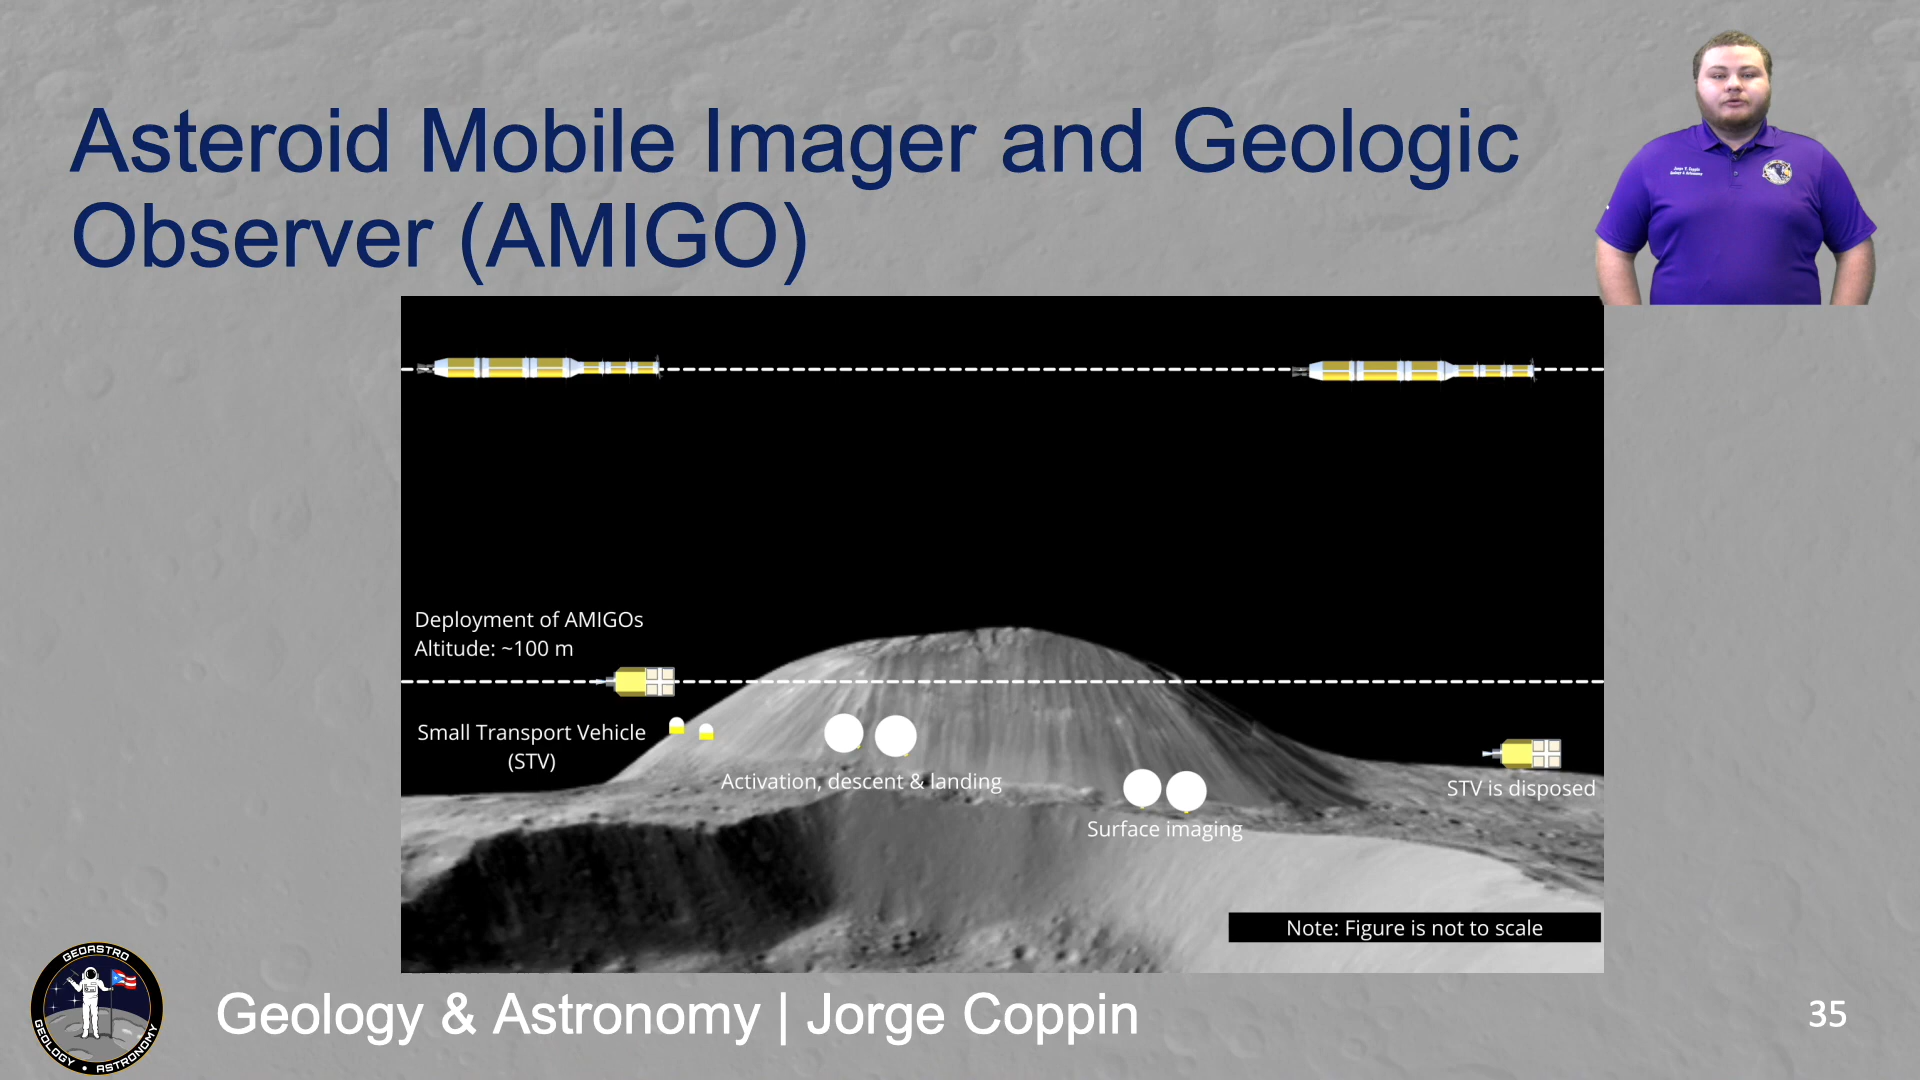 Asteroid Mobile Imager and Geologic
Observer (AMIGO)
Deployment of AMIGOs
Altitude: ~100 m
Small Transport Vehicle
(STV)
Activation, descent & landing
Surface imaging
STV is disposed
Note: Figure is not to scale
GEOASTRO
GEOLOGY • ASTRONOMY
Geology & Astronomy | Jorge Coppin
35